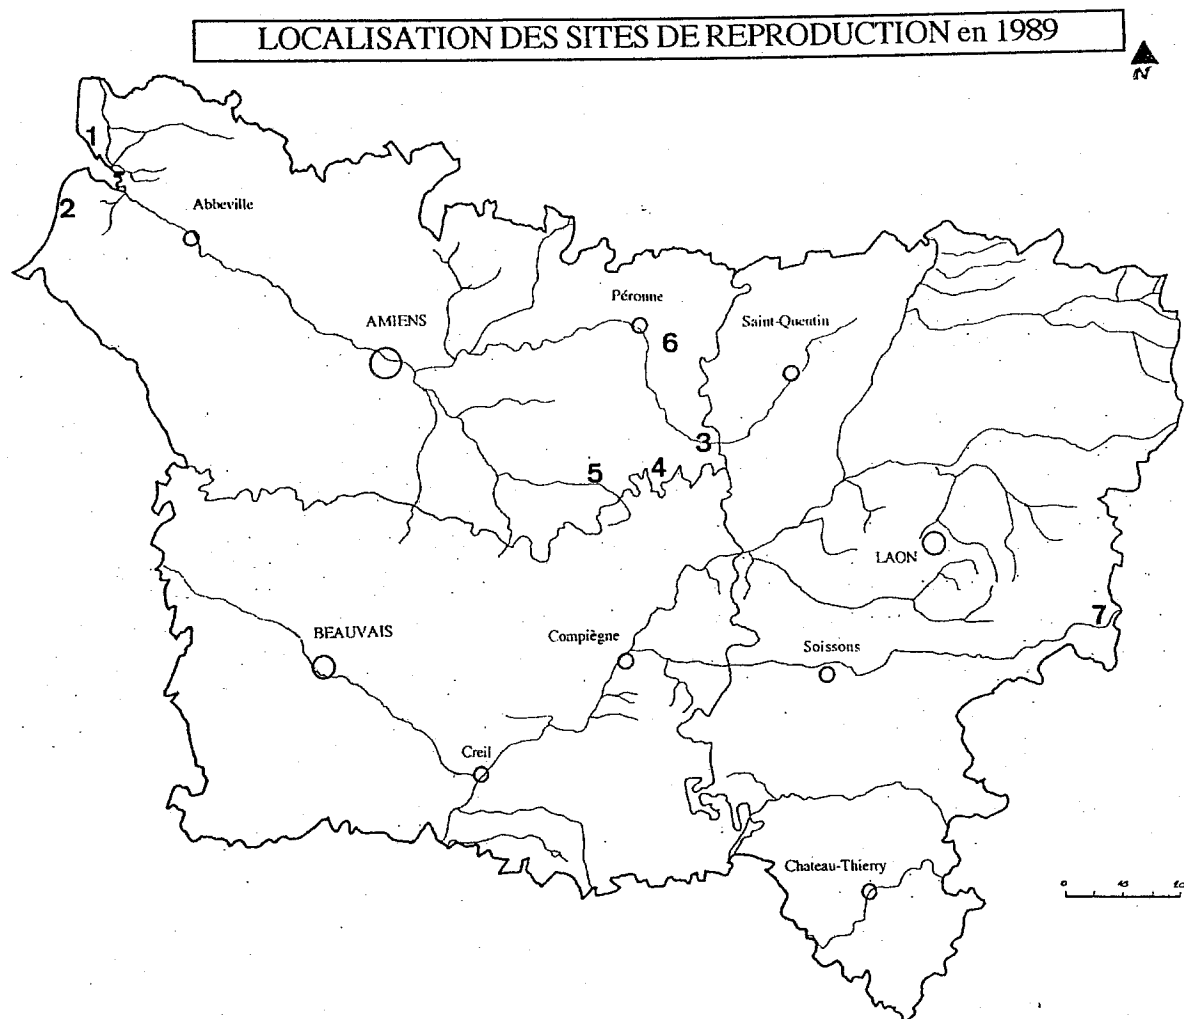 LOCALISATION DES SITES DE REPRODUCTION en 1989
N
1
2
Abbeville
AMIENS
Péronne
6
Saint-Quentin
3
4
5
LAON
7
BEAUVAIS
Compiègne
Soissons
Creil
Chateau-Thierry
0